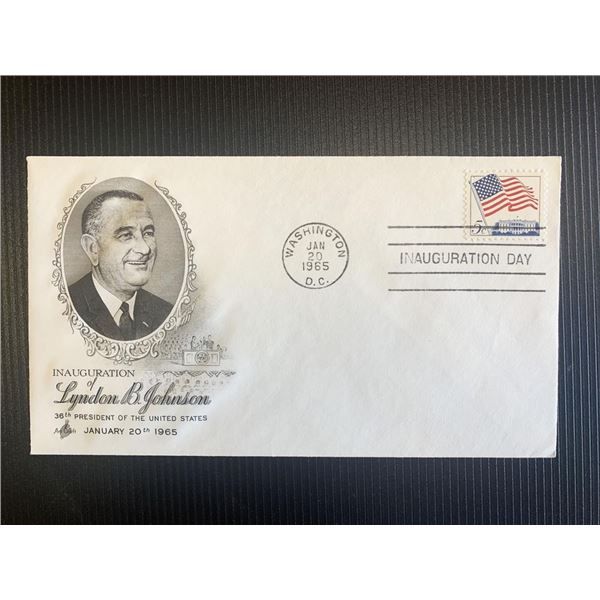 WASHINGTON
JAN
20
1965
D.C.
5¢
INAUGURATION DAY
INAUGURATION
of
Lyndon B. Johnson
36th PRESIDENT OF THE UNITED STATES
ArtCraft JANUARY 20th 1965